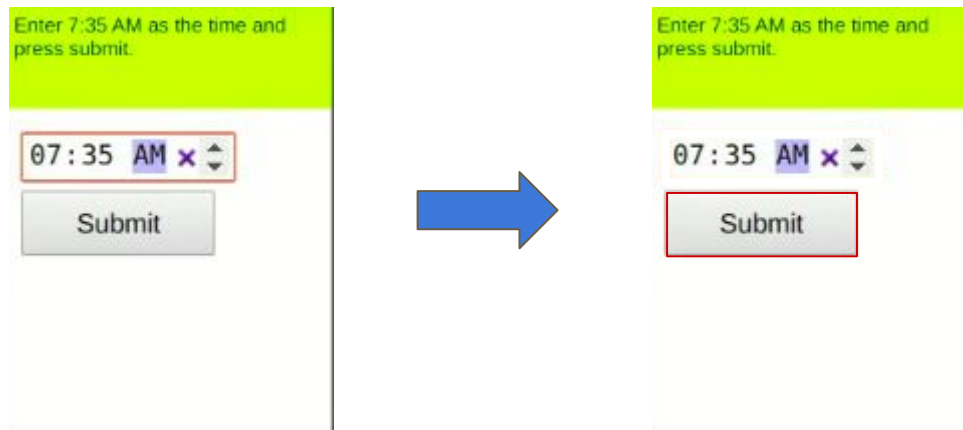 Enter 7:35 AM as the time and
press submit.
07:35 AM
Submit
Enter 7:35 AM as the time and
press submit.
07:35 AM
Submit